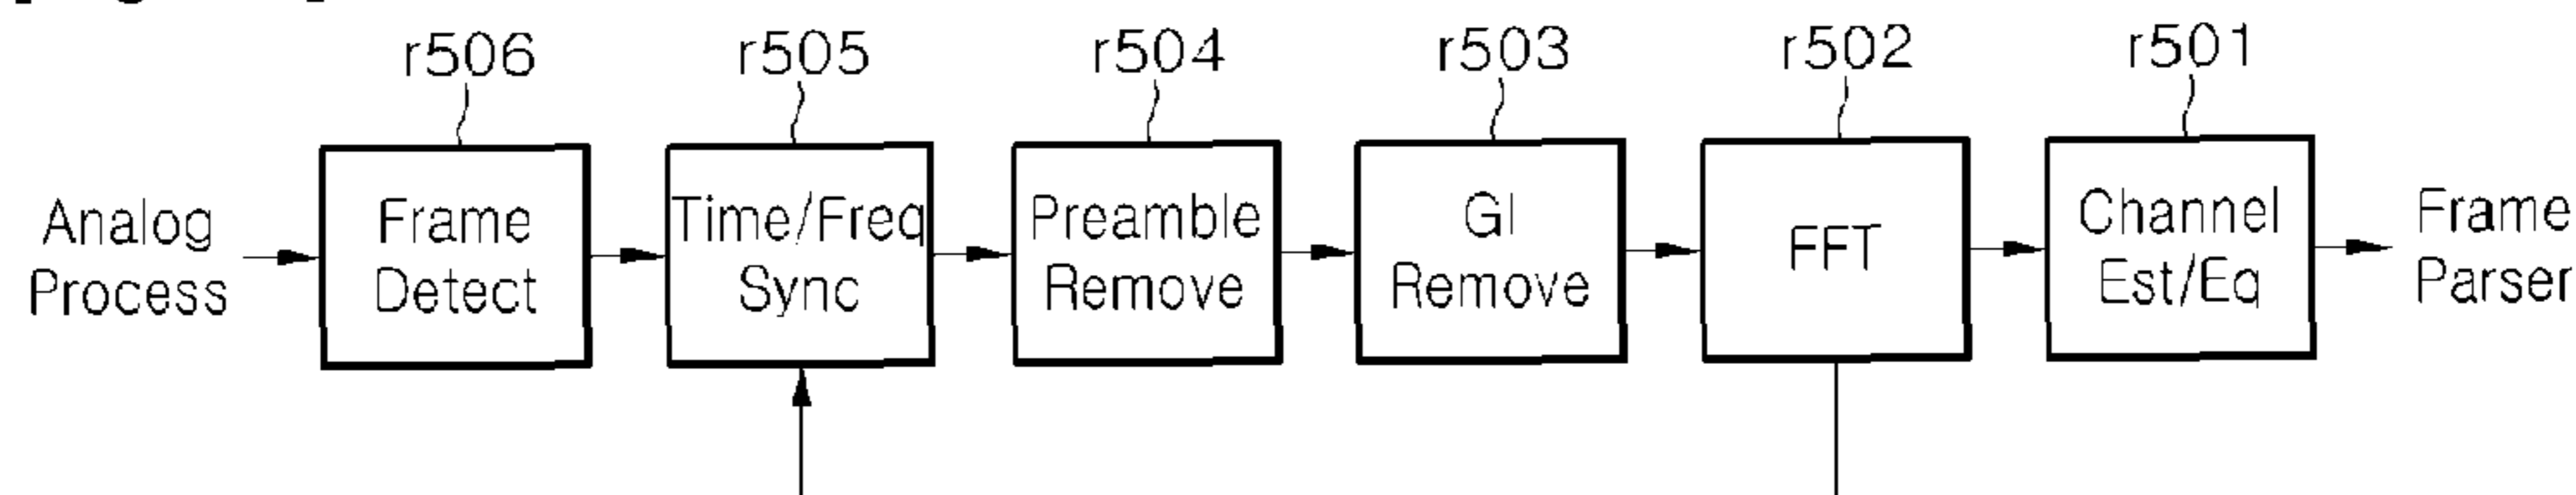 r506 r505 r504 r503 r502 r501
Analog
Process
Frame
Detect
Time/Freq
Sync
Preamble
Remove
GI
Remove
FFT
Channel
Est/Eq
Frame
Parser